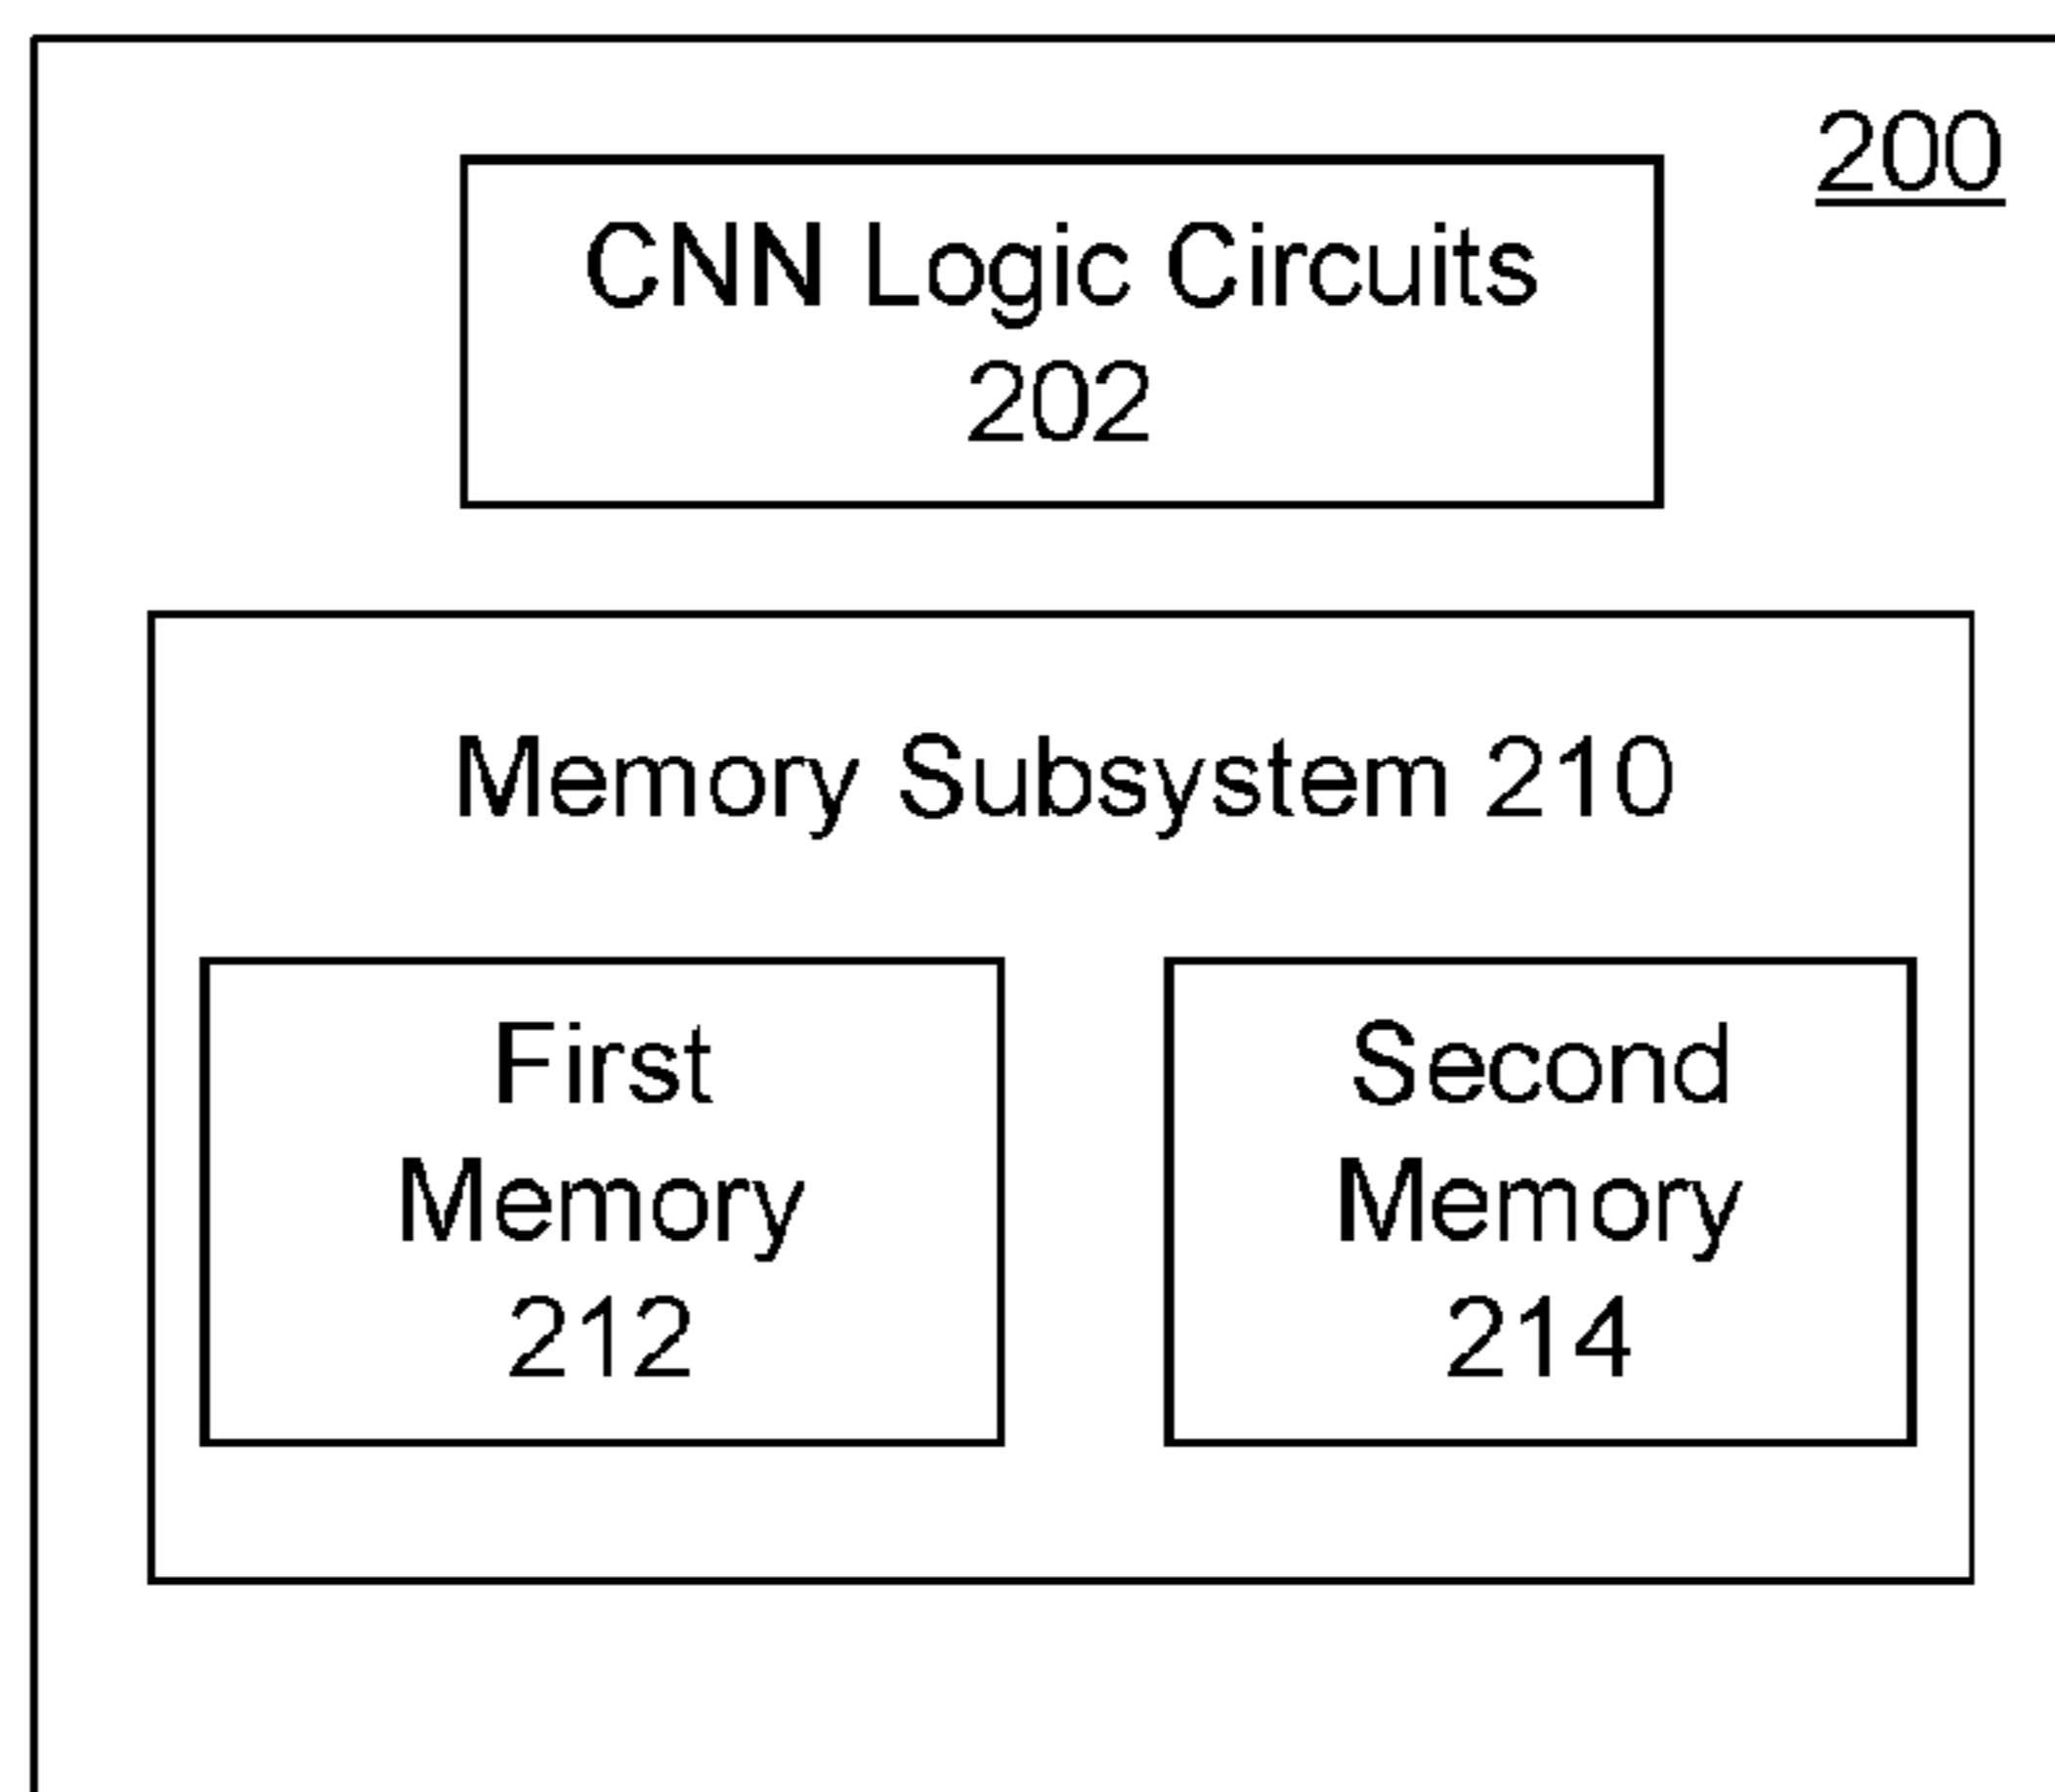 200
CNN Logic Circuits
202
Memory Subsystem 210
First
Memory
212
Second
Memory
214